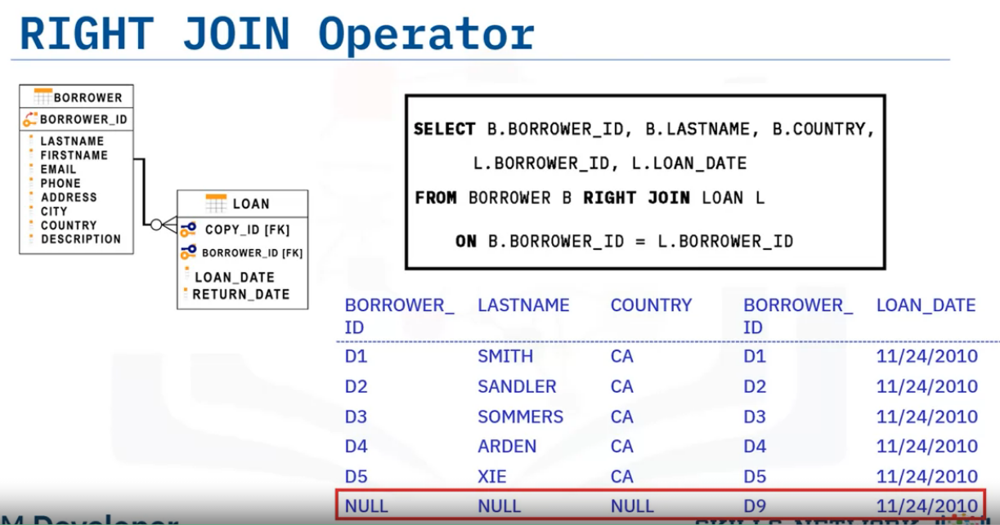 RIGHT JOIN Operator
BORROWER
BORROWER_ID
LASTNAME
FIRSTNAME
EMAIL
PHONE
ADDRESS
CITY
COUNTRY
DESCRIPTION
LOAN
COPY_ID [FK]
BORROWER_ID [FK]
LOAN_DATE
RETURN_DATE
SELECT B.BORROWER_ID, B.LASTNAME, B.COUNTRY,
L.BORROWER_ID, L.LOAN_DATE
FROM BORROWER B RIGHT JOIN LOAN L
ON B.BORROWER_ID = L.BORROWER_ID
BORROWER_ LASTNAME COUNTRY BORROWER_ LOAN_DATE
ID ID
D1 SMITH CA D1 11/24/2010
D2 SANDLER CA D2 11/24/2010
D3 SOMMERS CA D3 11/24/2010
D4 ARDEN CA D4 11/24/2010
D5 XIE CA D5 11/24/2010
NULL NULL NULL D9 11/24/2010
M Developer
SKILLS NETWORK